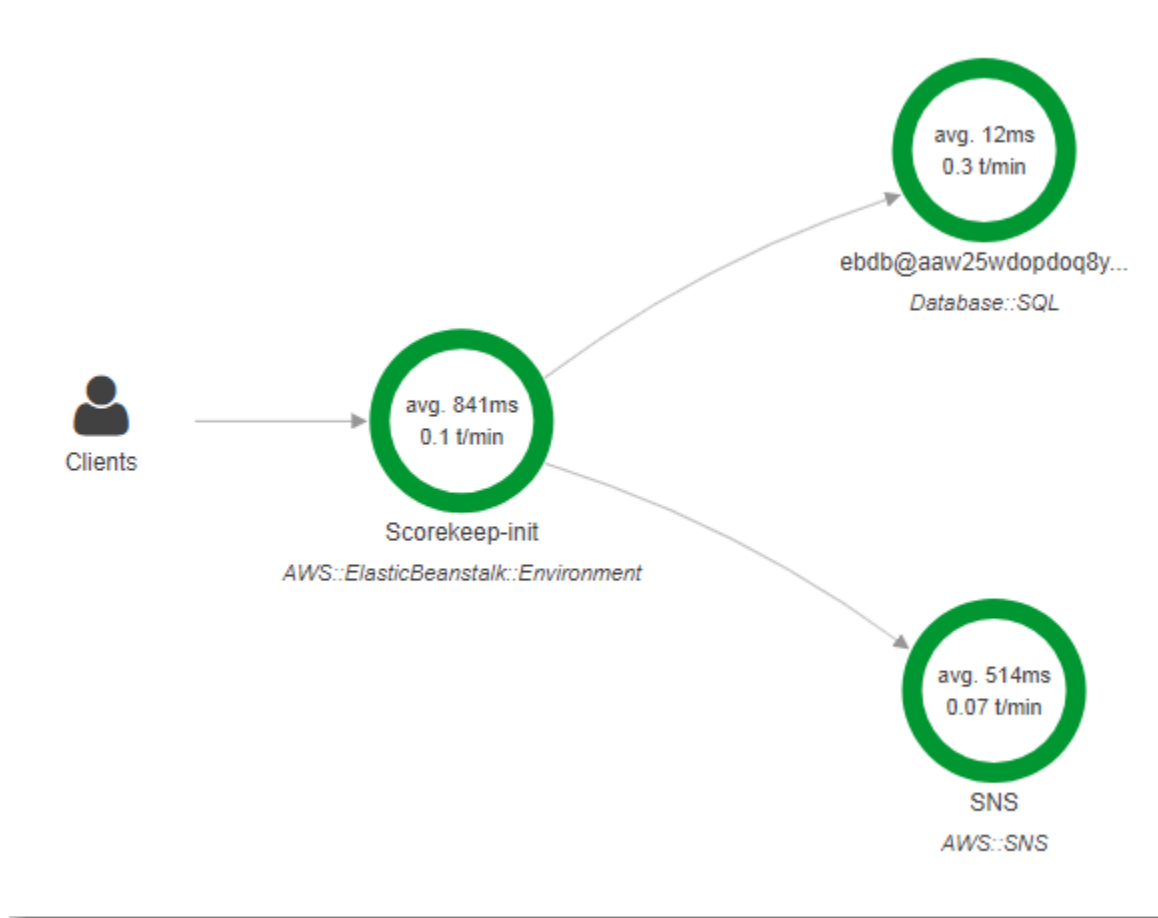 avg. 12ms
0.3 t/min
ebdb@aaw25wdopdoq8y...
Database::SQL
Clients
avg. 841ms
0.1 t/min
Scorekeep-init
AWS::ElasticBeanstalk::Environment
avg. 514ms
0.07 t/min
SNS
AWS::SNS